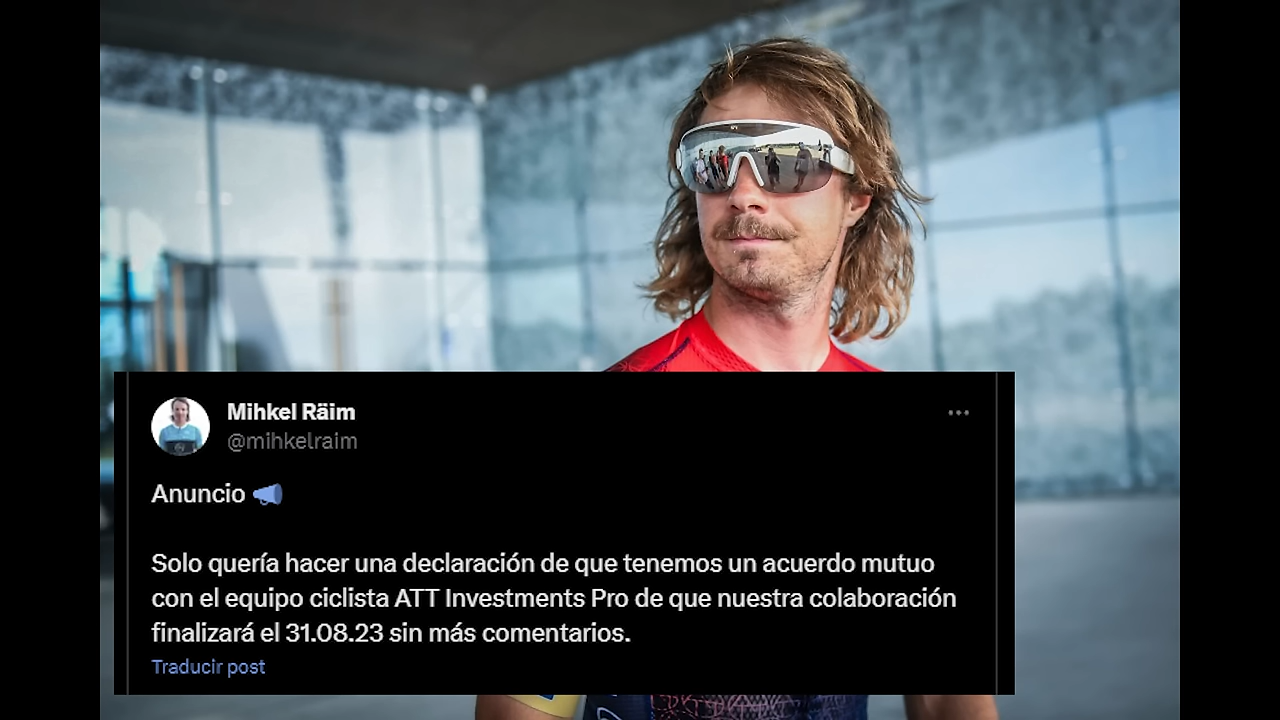 Mihkel Räim
@mihkelraim
Anuncio
Solo quería hacer una declaración de que tenemos un acuerdo mutuo
con el equipo ciclista ATT Investments Pro de que nuestra colaboración
finalizará el 31.08.23 sin más comentarios.
Traducir post